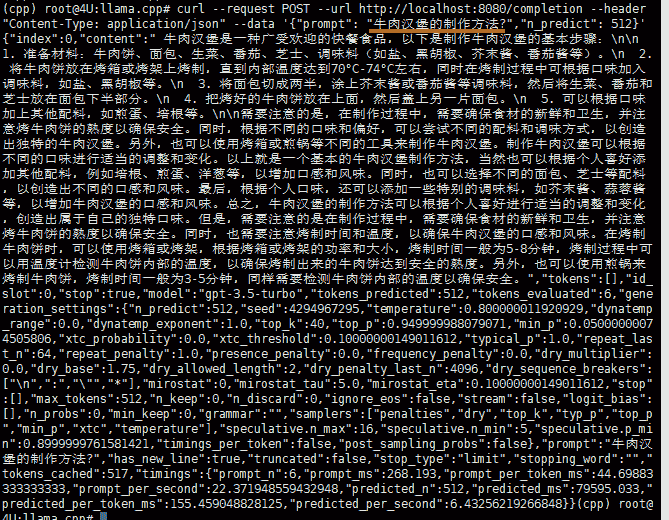 (cpp) root@4U:llama.cpp# curl --request POST --url http://localhost:8080/completion --header
"Content-Type: application/json" --data '{"prompt": "牛肉汉堡的制作方法?","n_predict": 512}'
{"index":0,"content":" 牛肉汉堡是一种广受欢迎的快餐食品，以下是制作牛肉汉堡的基本步骤：\n\n
1. 准备材料：牛肉饼、面包、生菜、番茄、芝士、调味料（如盐、黑胡椒、芥末酱、番茄酱等）。\n  2.
 将牛肉饼放在烤箱或烤架上烤制，直到内部温度达到70°C-74°C左右，同时在烤制过程中可根据口味加入
调味料，如盐、黑胡椒等。\n  3. 将面包切成两半，涂上芥末酱或番茄酱等调味料，然后将生菜、番茄和
芝士放在面包下半部分。\n  4. 把烤好的牛肉饼放在上面，然后盖上另一片面包。\n  5. 可以根据口味
加上其他配料，如煎蛋、培根等。\n\n需要注意的是，在制作过程中，需要确保食材的新鲜和卫生，并注
意烤牛肉饼的熟度以确保安全。同时，根据不同的口味和偏好，可以尝试不同的配料和调味方式，以创造
出独特的牛肉汉堡。另外，也可以使用烤箱或煎锅等不同的工具来制作牛肉汉堡。制作牛肉汉堡可以根据
不同的口味进行适当的调整和变化。以上就是一个基本的牛肉汉堡制作方法，当然也可以根据个人喜好添
加其他配料，例如培根、煎蛋、洋葱等，以增加口感和风味。同时，也可以选择不同的面包、芝士等配料
，以创造出不同的口感和风味。最后，根据个人口味，还可以添加一些特别的调味料，如芥末酱、蒜蓉酱
等，以增加牛肉汉堡的口感和风味。总之，牛肉汉堡的制作方法可以根据个人喜好进行适当的调整和变化
，创造出属于自己的独特口味。但是，需要注意的是在制作过程中，需要确保食材的新鲜和卫生，并注意
烤牛肉饼的熟度以确保安全。同时，也需要注意烤制时间和温度，以确保牛肉汉堡的口感和风味。在烤制
牛肉饼时，可以使用烤箱或烤架，根据烤箱或烤架的功率和大小，烤制时间一般为5-8分钟，烤制过程中可
以用温度计检测牛肉饼内部的温度，以确保烤制出来的牛肉饼达到安全的熟度。另外，也可以使用煎锅来
烤制牛肉饼，烤制时间一般为3-5分钟，同样需要检测牛肉饼内部的温度以确保安全。","tokens":[],"id_
slot":0,"stop":true,"model":"gpt-3.5-turbo","tokens_predicted":512,"tokens_evaluated":6,"gene
ration_settings":{"n_predict":512,"seed":4294967295,"temperature":0.800000011920929,"dynatemp
_range":0.0,"dynatemp_exponent":1.0,"top_k":40,"top_p":0.949999988079071,"min_p":0.0500000007
4505806,"xtc_probability":0.0,"xtc_threshold":0.10000000149011612,"typical_p":1.0,"repeat_las
t_n":64,"repeat_penalty":1.0,"presence_penalty":0.0,"frequency_penalty":0.0,"dry_multiplier":
0.0,"dry_base":1.75,"dry_allowed_length":2,"dry_penalty_last_n":4096,"dry_sequence_breakers":
["\n",":","\"","*"],"mirostat":0,"mirostat_tau":5.0,"mirostat_eta":0.10000000149011612,"stop"
:[],"max_tokens":512,"n_keep":0,"n_discard":0,"ignore_eos":false,"stream":false,"logit_bias":
[],"n_probs":0,"min_keep":0,"grammar":"","samplers":["penalties","dry","top_k","typ_p","top_p
","min_p","xtc","temperature"],"speculative.n_max":16,"speculative.n_min":5,"speculative.p_mi
n":0.8999999761581421,"timings_per_token":false,"post_sampling_probs":false},"prompt":"牛肉汉
堡的制作方法?","has_new_line":true,"truncated":false,"stop_type":"limit","stopping_word":"","
tokens_cached":517,"timings":{"prompt_n":6,"prompt_ms":268.193,"prompt_per_token_ms":44.69883
333333333,"prompt_per_second":22.371948559432948,"predicted_n":512,"predicted_ms":79595.033,"
predicted_per_token_ms":155.459048828125,"predicted_per_second":6.43256219266848}}(cpp) root@
4U:llama.cpp#